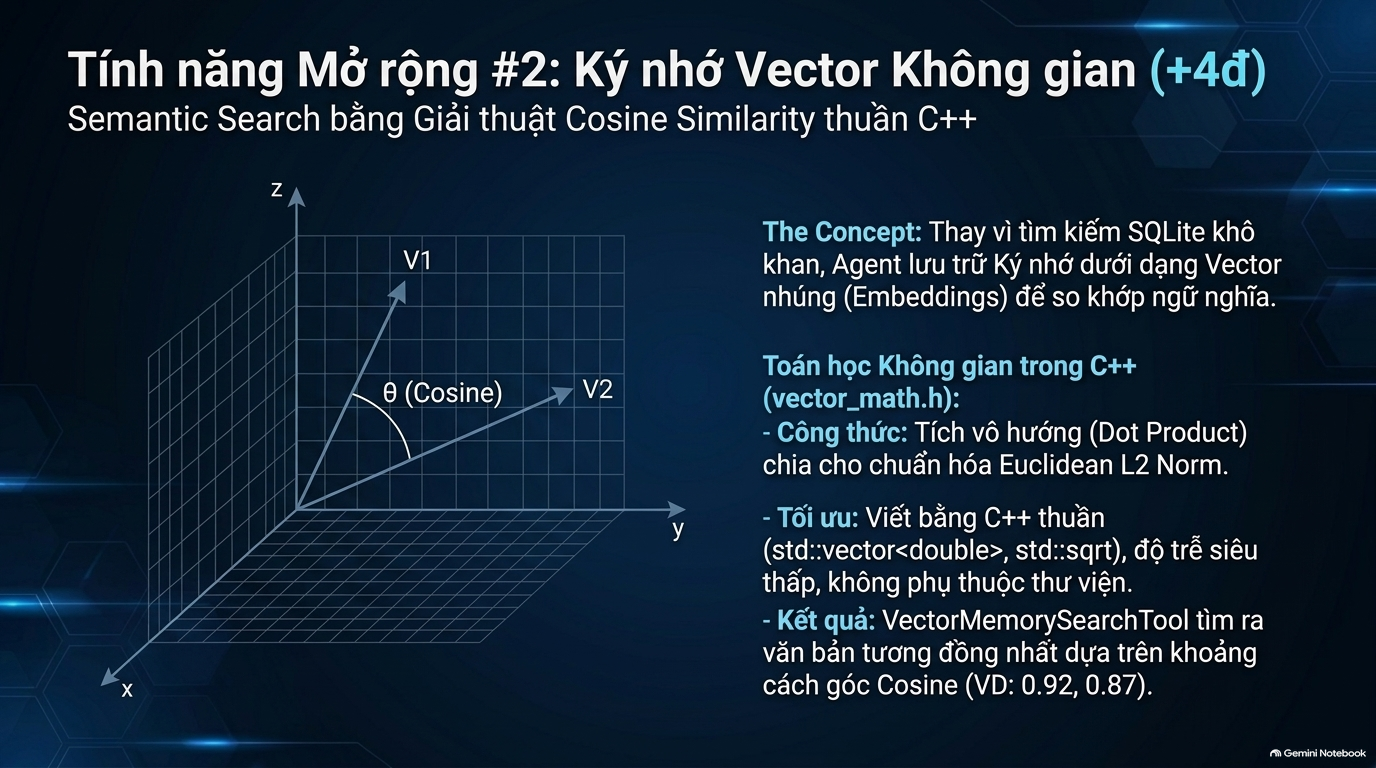 Tính năng Mở rộng #2: Ký nhớ Vector Không gian (+4đ)
Semantic Search bằng Giải thuật Cosine Similarity thuần C++
z
V1
θ (Cosine)
V2
y
x
The Concept: Thay vì tìm kiếm SQLite khô
khan, Agent lưu trữ Ký nhớ dưới dạng Vector
nhúng (Embeddings) để so khớp ngữ nghĩa.
Toán học Không gian trong C++
(vector_math.h):
- Công thức: Tích vô hướng (Dot Product)
chia cho chuẩn hóa Euclidean L2 Norm.
- Tối ưu: Viết bằng C++ thuần
(std::vector<double>, std::sqrt), độ trễ siêu
thấp, không phụ thuộc thư viện.
- Kết quả: VectorMemorySearchTool tìm ra
văn bản tương đồng nhất dựa trên khoảng
cách góc Cosine (VD: 0.92, 0.87).
Gemini Notebook